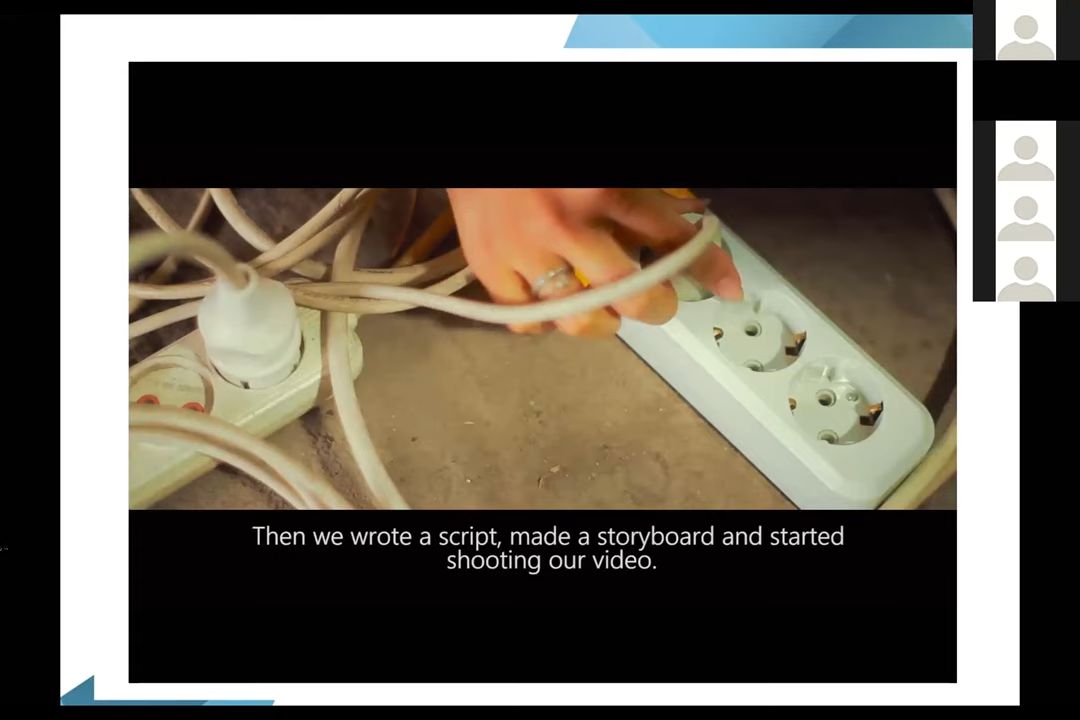 Then we wrote a script, made a storyboard and started
shooting our video.